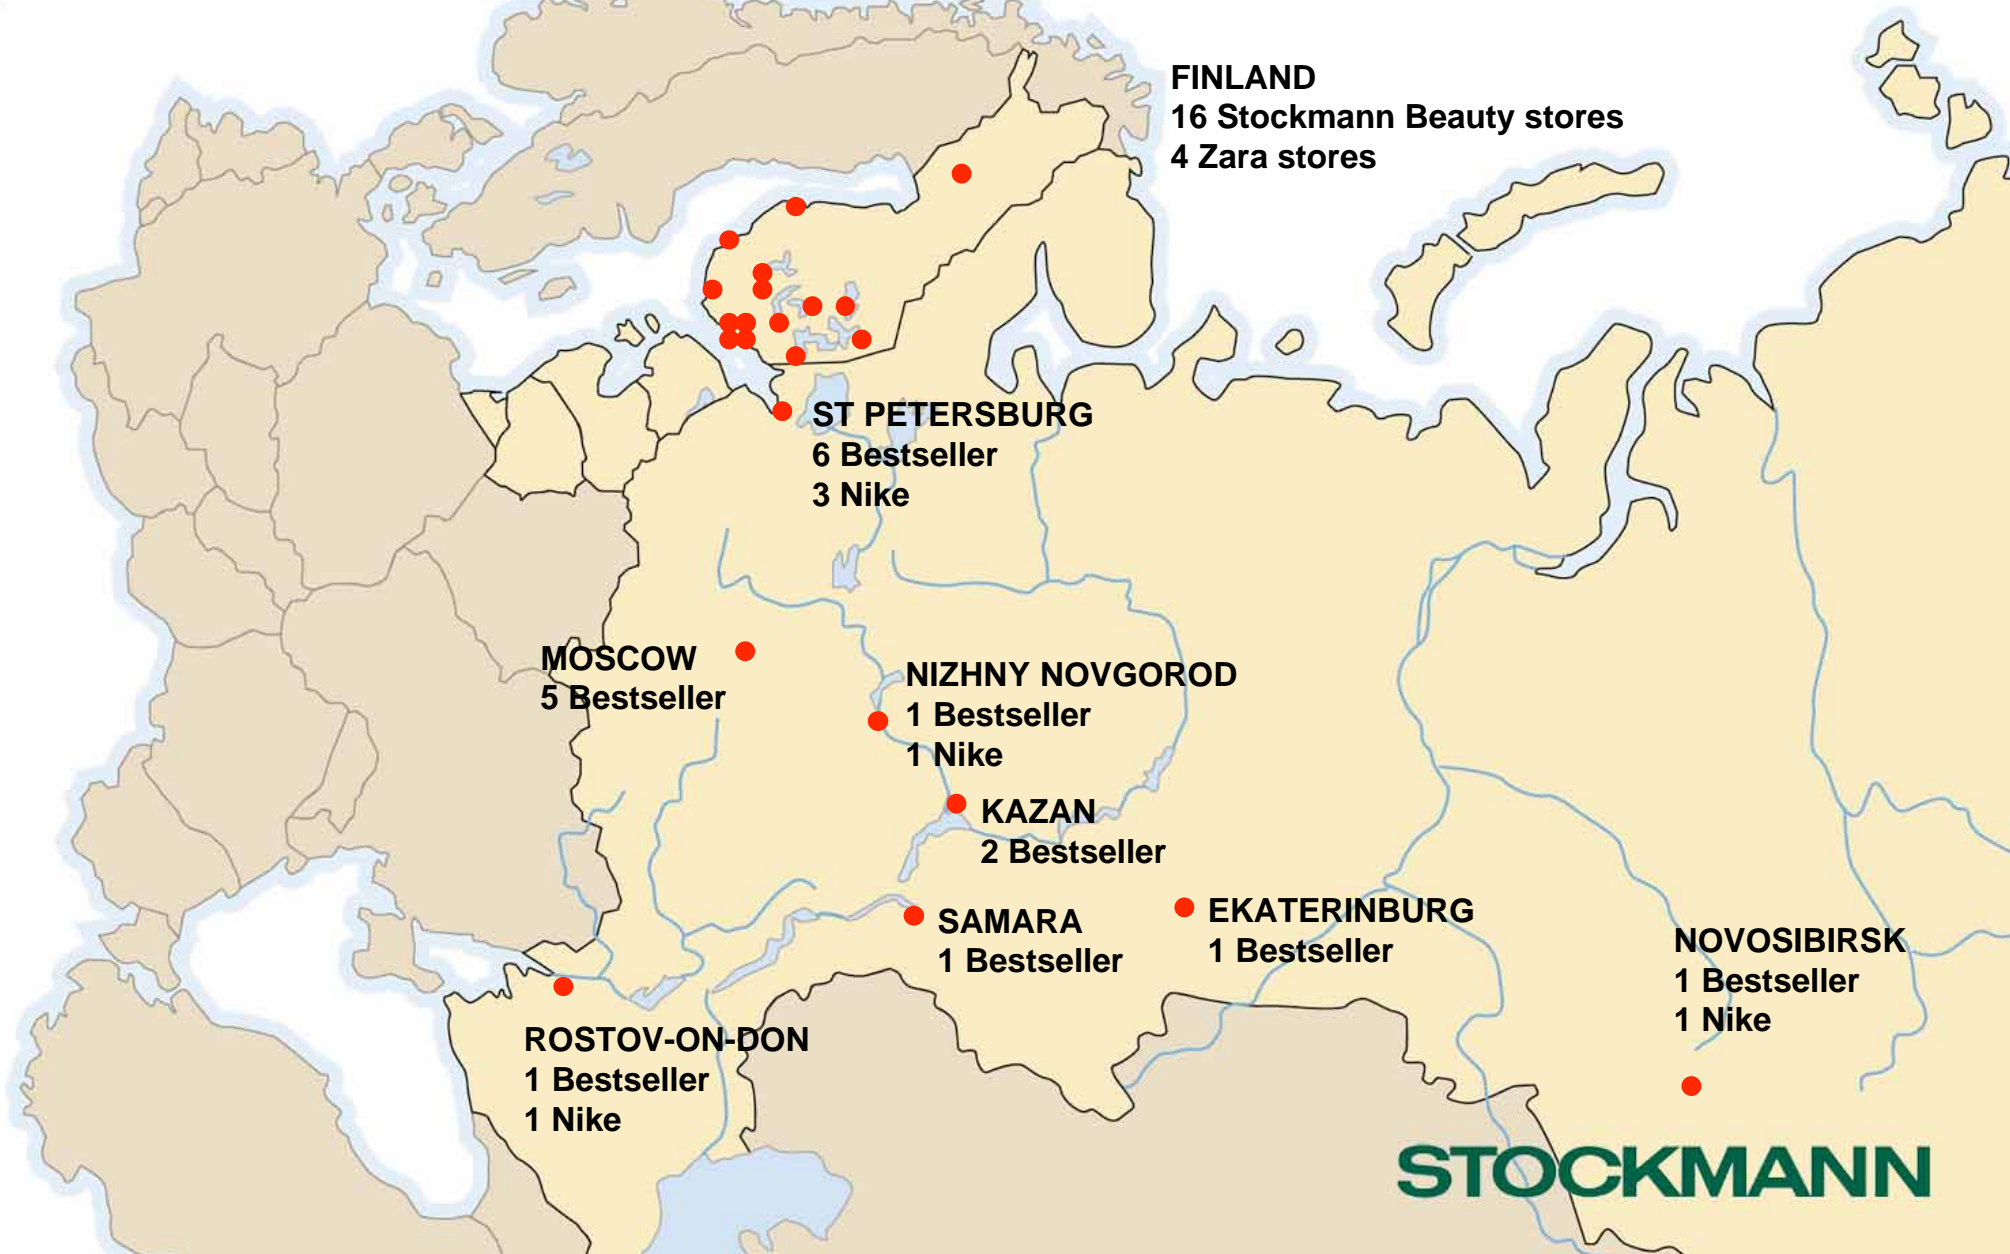 FINLAND
16 Stockmann Beauty stores
4 Zara stores
ST PETERSBURG
6 Bestseller
3 Nike
MOSCOW
5 Bestseller
NIZHNY NOVGOROD
1 Bestseller
1 Nike
KAZAN
2 Bestseller
SAMARA
1 Bestseller
EKATERINBURG
1 Bestseller
NOVOSIBIRSK
1 Bestseller
1 Nike
ROSTOV-ON-DON
1 Bestseller
1 Nike
STOCKMANN